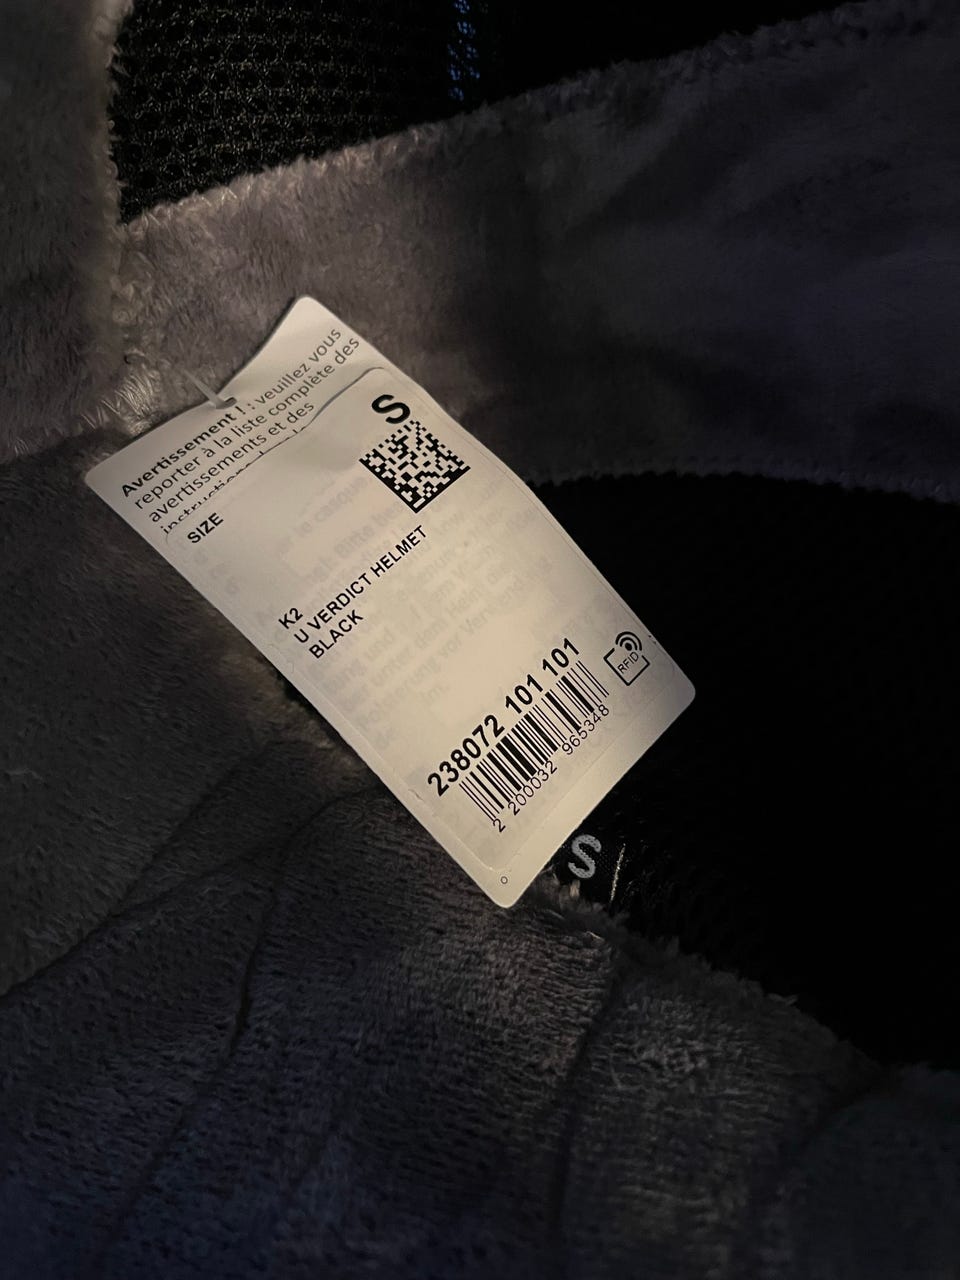 Avertissement ! : veuillez vous
reporter à la liste complète des
avertissements et des
SIZE
S
K2
U VERDICT HELMET
BLACK
238072 101 101
2 200032 965348
RFID
S